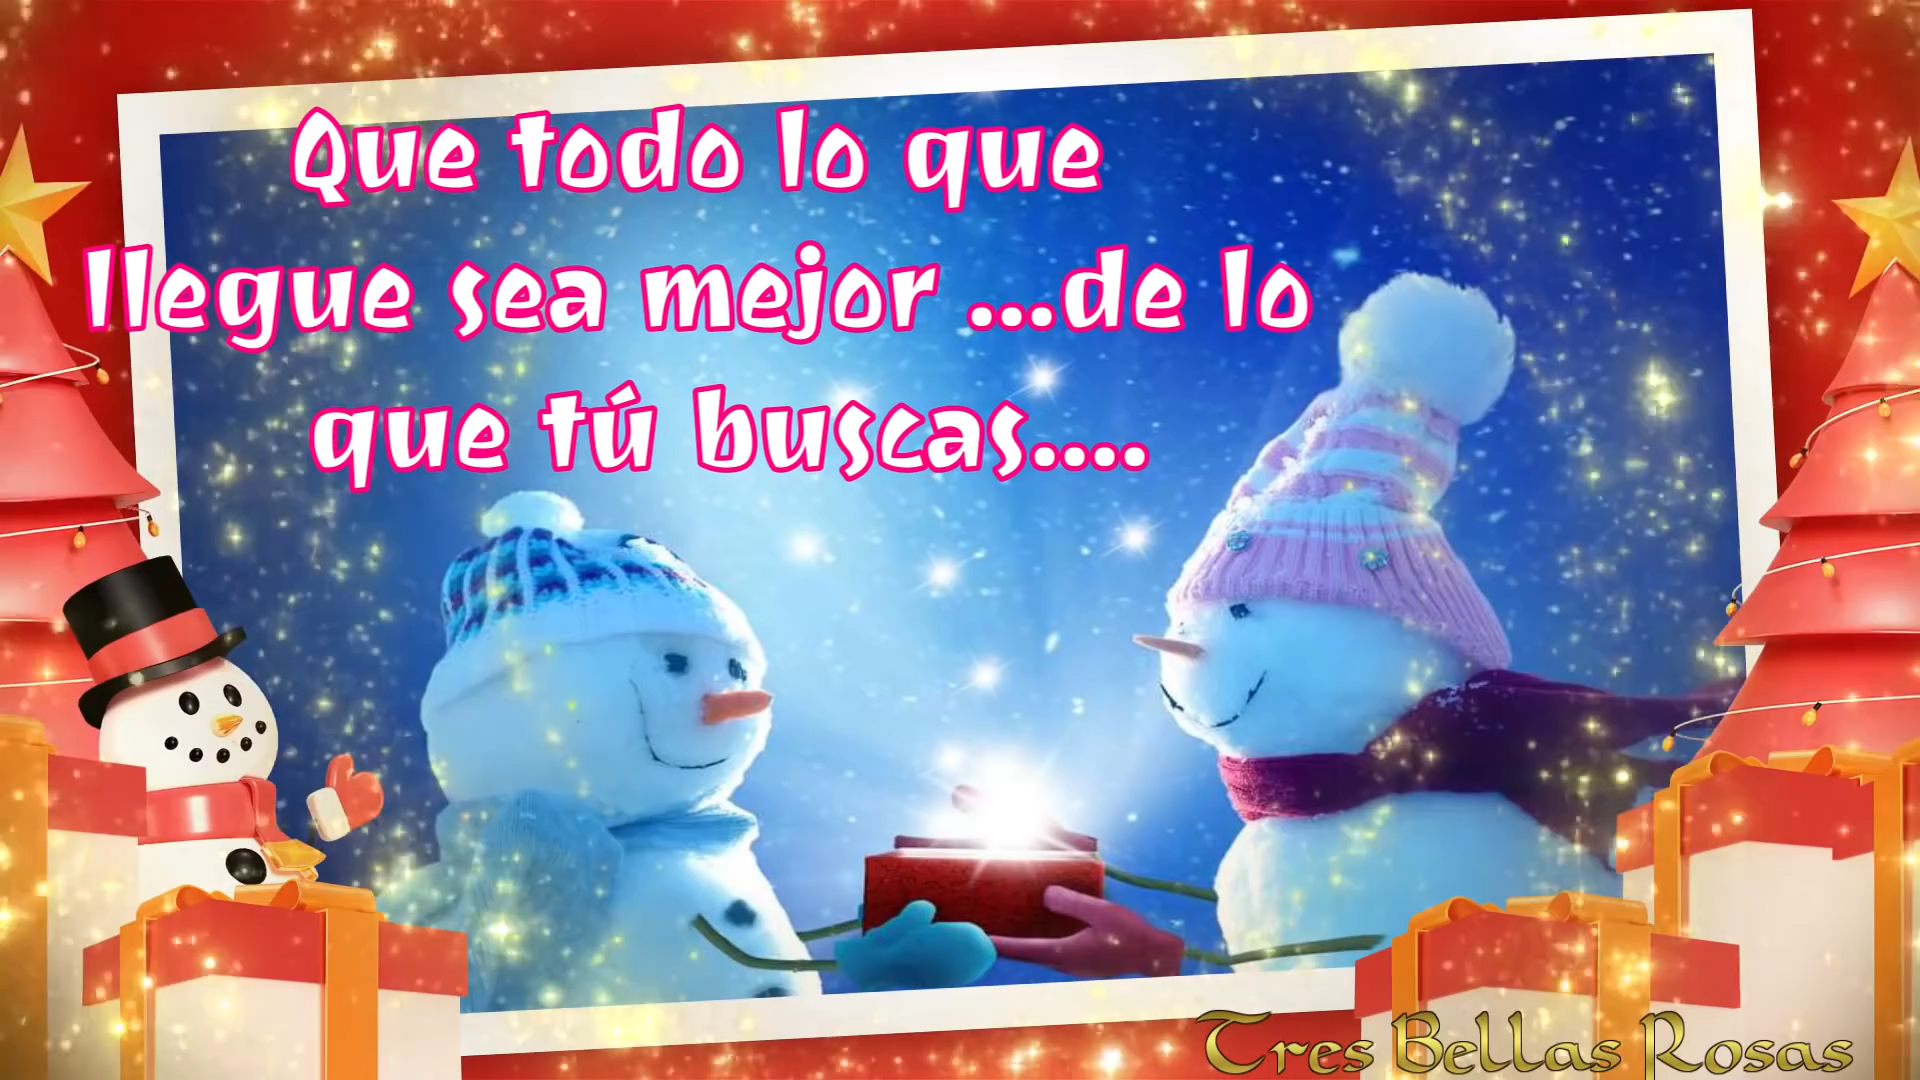 Que todo lo que
llegue sea mejor ...de lo
que tú buscas....
Tres Bellas Rosas